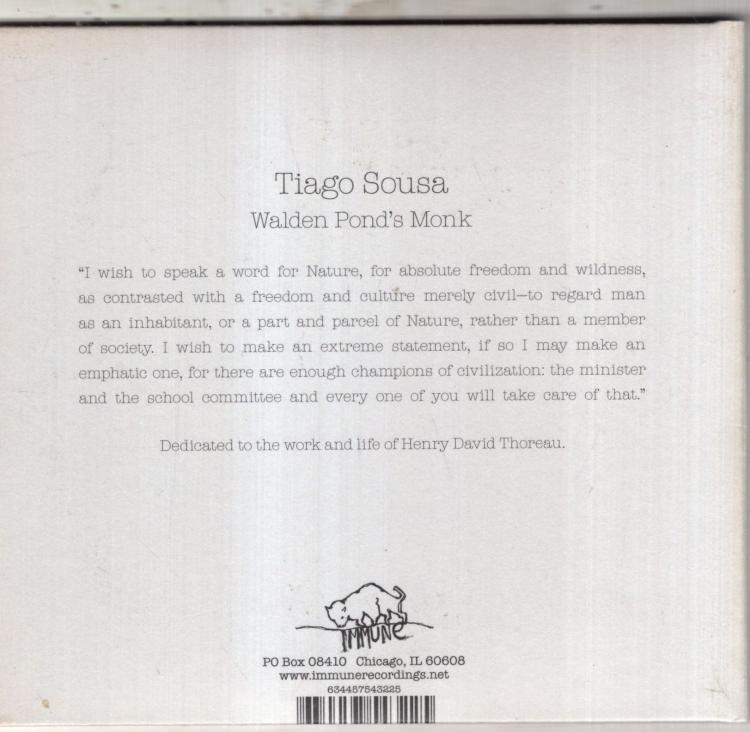 Tiago Sousa
Walden Pond's Monk
"I wish to speak a word for Nature, for absolute freedom and wildness,
as contrasted with a freedom and culture merely civil—to regard man
as an inhabitant, or a part and parcel of Nature, rather than a member
of society. I wish to make an extreme statement, if so I may make an
emphatic one, for there are enough champions of civilization: the minister
and the school committee and every one of you will take care of that."
Dedicated to the work and life of Henry David Thoreau.
IMMUNE
PO Box 08410 Chicago, IL 60608
www.immunerecordings.net
634457543225